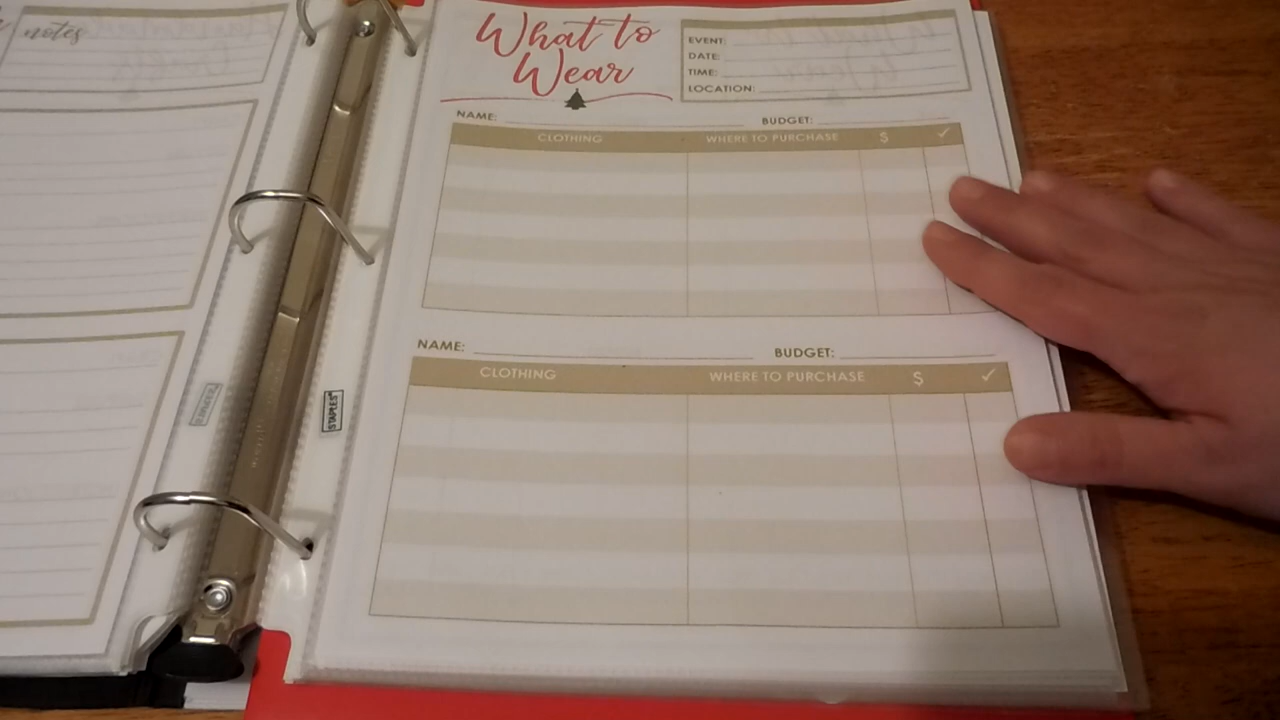 notes
What to
Wear
EVENT:
DATE:
TIME:
LOCATION:
NAME: BUDGET:
CLOTHING WHERE TO PURCHASE $ ✓
NAME: BUDGET:
CLOTHING WHERE TO PURCHASE $ ✓
STAPLES